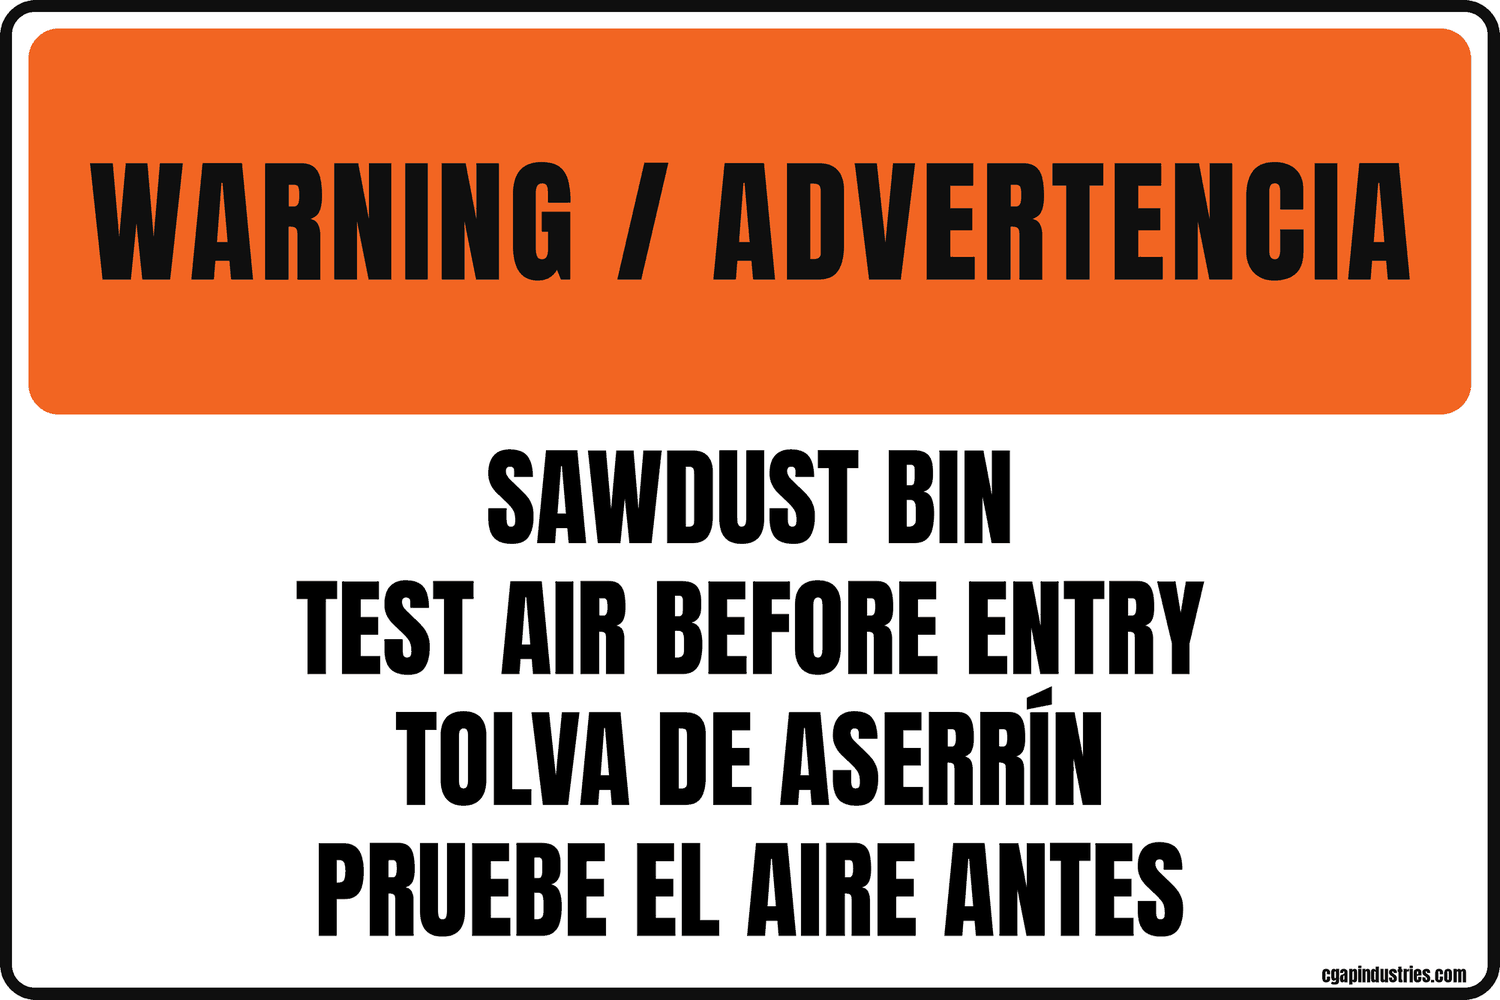 WARNING / ADVERTENCIA
SAWDUST BIN
TEST AIR BEFORE ENTRY
TOLVA DE ASERRÍN
PRUEBE EL AIRE ANTES
cgapindustries.com